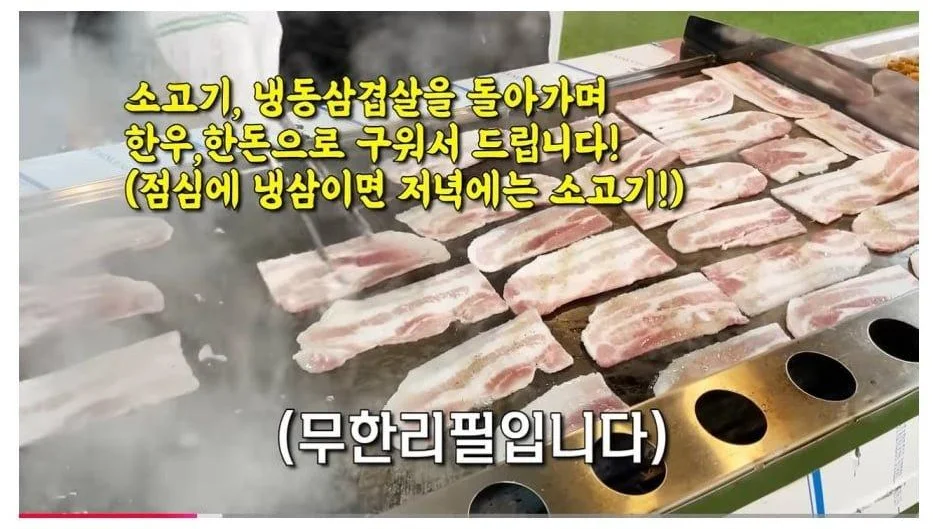 소고기, 냉동삼겹살을 돌아가며
한우,한돈으로 구워서 드립니다!
(점심에 냉삼이면 저녁에는 소고기!)
(무한리필입니다)